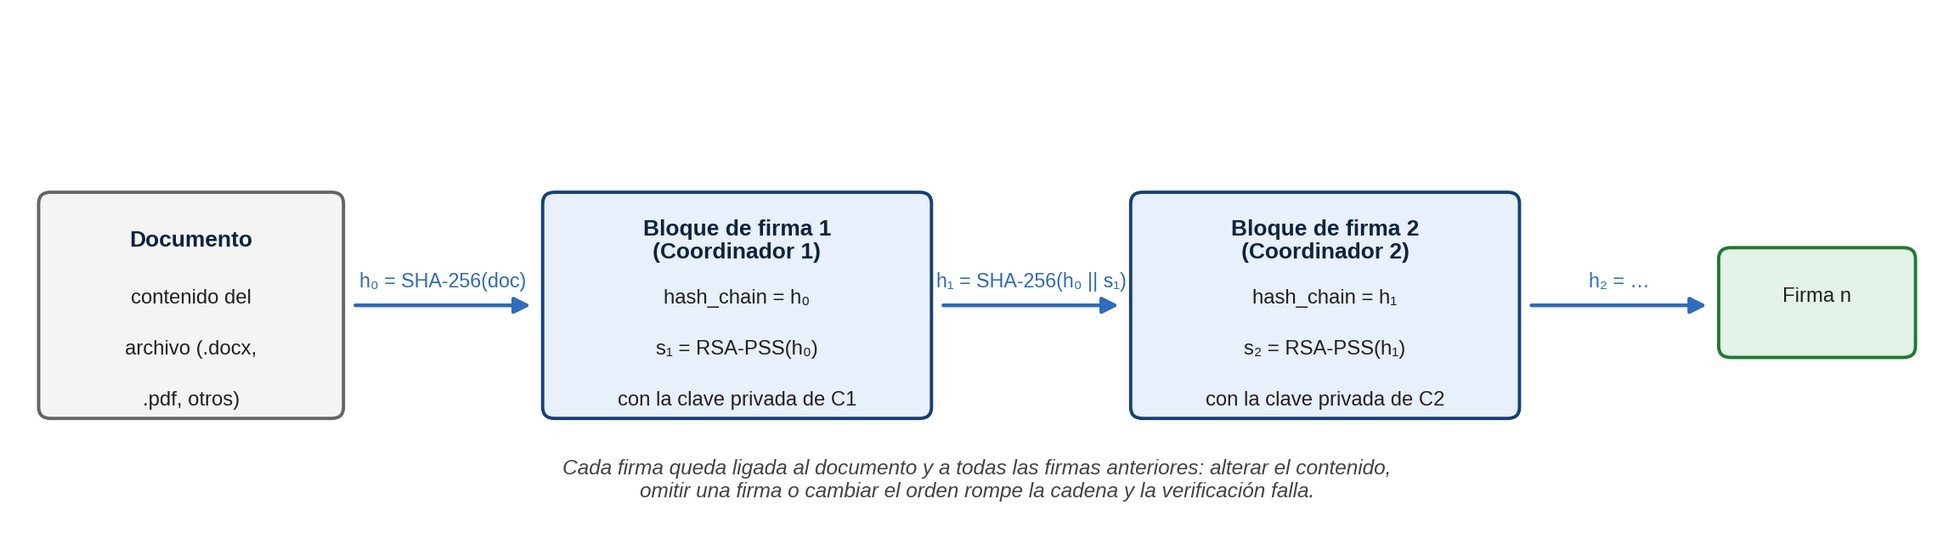 Documento
contenido del
archivo (.docx,
.pdf, otros)
h₀ = SHA-256(doc)
Bloque de firma 1
(Coordinador 1)
hash_chain = h₀
s₁ = RSA-PSS(h₀)
con la clave privada de C1
h₁ = SHA-256(h₀ || s₁)
Bloque de firma 2
(Coordinador 2)
hash_chain = h₁
s₂ = RSA-PSS(h₁)
con la clave privada de C2
h₂ = …
Firma n
Cada firma queda ligada al documento y a todas las firmas anteriores: alterar el contenido,
omitir una firma o cambiar el orden rompe la cadena y la verificación falla.